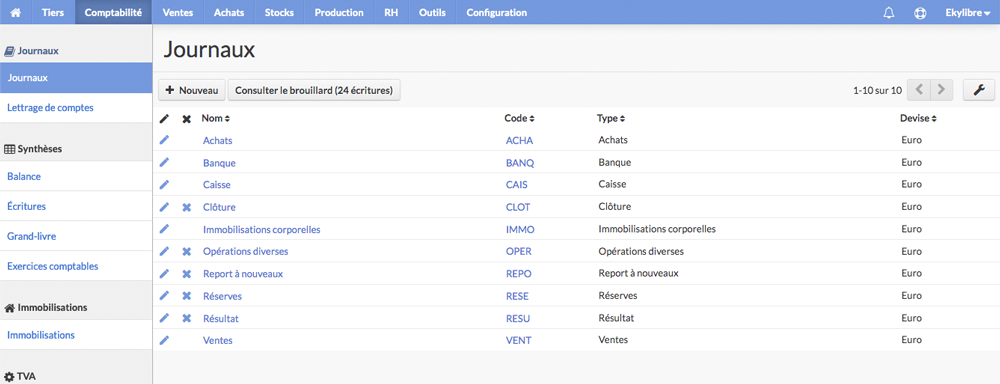 Tiers Comptabilité Ventes Achats Stocks Production RH Outils Configuration Ekylibre
Journaux
Journaux
Lettrage de comptes
Synthèses
Balance
Écritures
Grand-livre
Exercices comptables
Immobilisations
Immobilisations
TVA
Journaux
Nouveau Consulter le brouillard (24 écritures) 1-10 sur 10
Nom Code Type Devise
Achats ACHA Achats Euro
Banque BANQ Banque Euro
Caisse CAIS Caisse Euro
Clôture CLOT Clôture Euro
Immobilisations corporelles IMMO Immobilisations corporelles Euro
Opérations diverses OPER Opérations diverses Euro
Report à nouveaux REPO Report à nouveaux Euro
Réserves RESE Réserves Euro
Résultat RESU Résultat Euro
Ventes VENT Ventes Euro